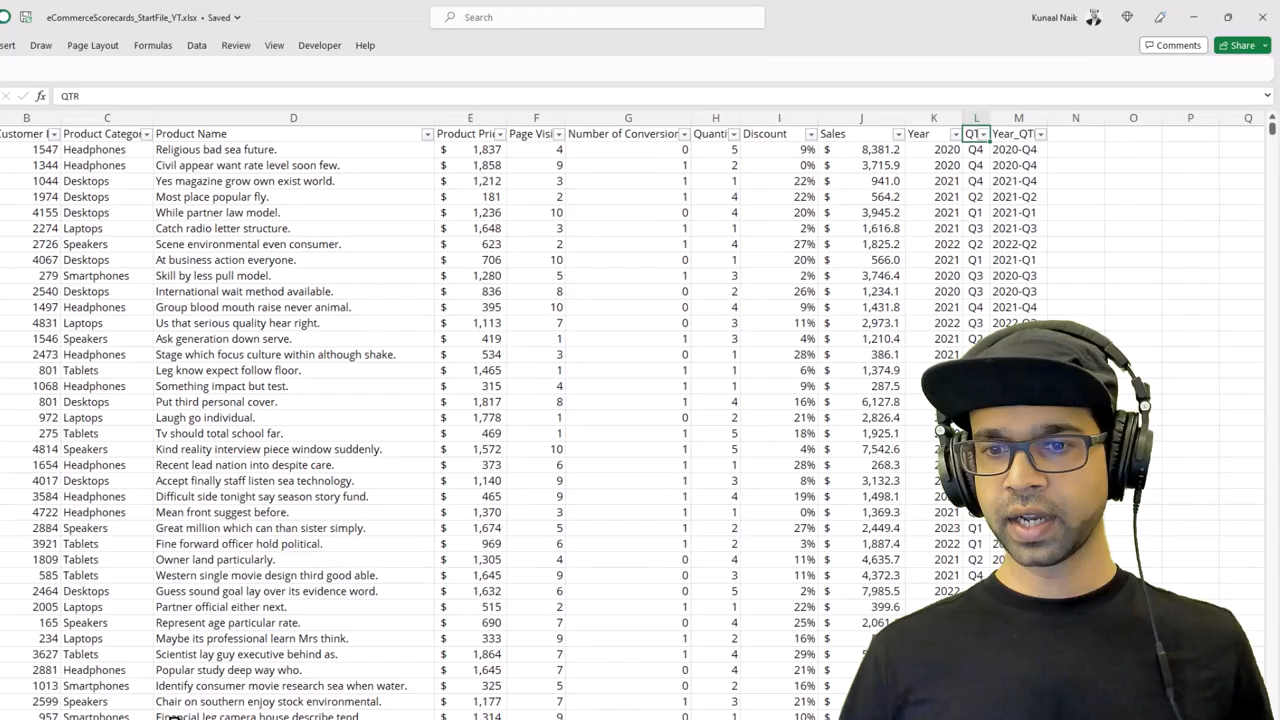 eCommerceScorecards_StartFile_YT.xlsx • Saved
Search
Kunaal Naik
Draw Page Layout Formulas Data Review View Developer Help
Comments Share
fx QTR
B C D E F G H I J K L M N O P Q
Product Categor Product Name Product Pri Page Visi Number of Conversion Quanti Discount Sales Year Year_QT
1547 Headphones Religious bad sea future. $ 1,837 4 0 5 9% $ 8,381.2 2020 Q4 2020-Q4
1344 Headphones Civil appear want rate level soon few. $ 1,858 9 1 2 0% $ 3,715.9 2020 Q4 2020-Q4
1044 Desktops Yes magazine grow own exist world. $ 1,212 3 1 1 22% $ 941.0 2021 Q4 2021-Q4
1974 Desktops Most place popular fly. $ 181 2 1 4 22% $ 564.2 2021 Q2 2021-Q2
4155 Desktops While partner law model. $ 1,236 10 0 4 20% $ 3,945.2 2021 Q1 2021-Q1
2274 Laptops Catch radio letter structure. $ 1,648 3 1 1 2% $ 1,616.8 2021 Q3 2021-Q3
2726 Speakers Scene environmental even consumer. $ 623 2 1 4 27% $ 1,825.2 2022 Q2 2022-Q2
4067 Desktops At business action everyone. $ 706 10 0 1 20% $ 566.0 2021 Q1 2021-Q1
279 Smartphones Skill by less pull model. $ 1,280 5 1 3 2% $ 3,746.4 2020 Q3 2020-Q3
2540 Desktops International wait method available. $ 836 8 0 2 26% $ 1,234.1 2020 Q3 2020-Q3
1497 Headphones Group blood mouth raise never animal. $ 395 10 0 4 9% $ 1,431.8 2021 Q4 2021-Q4
4831 Laptops Us that serious quality hear right. $ 1,113 7 0 3 11% $ 2,973.1 2022 Q3 2022-Q3
1546 Speakers Ask generation down serve. $ 419 1 0 3 4% $ 1,210.4 2022 Q2
2473 Headphones Stage which focus culture within although shake. $ 534 3 0 1 28% $ 386.1 2021
801 Tablets Leg know expect follow floor. $ 1,465 1 1 1 6% $ 1,374.9
1068 Headphones Something impact but test. $ 315 4 1 1 9% $ 287.5
801 Desktops Put third personal cover. $ 1,817 8 1 4 16% $ 6,127.8
972 Laptops Laugh go individual. $ 1,778 1 0 2 21% $ 2,826.4
275 Tablets Tv should total school far. $ 469 1 1 5 18% $ 1,925.1
4814 Speakers Kind reality interview piece window suddenly. $ 1,572 10 1 5 4% $ 7,542.6
1654 Headphones Recent lead nation into despite care. $ 373 6 1 1 28% $ 268.3
4017 Desktops Accept finally staff listen sea technology. $ 1,140 9 1 3 8% $ 3,132.3
3584 Headphones Difficult side tonight say season story fund. $ 465 9 1 4 19% $ 1,498.1
4722 Headphones Mean front suggest before. $ 1,370 3 1 1 0% $ 1,369.3 2021
2884 Speakers Great million which can than sister simply. $ 1,674 5 1 2 27% $ 2,449.4 2023 Q1
3921 Tablets Fine forward officer hold political. $ 969 6 1 2 3% $ 1,887.4 2022 Q1
1809 Tablets Owner land particularly. $ 1,305 4 0 4 11% $ 4,635.7 2021 Q2
585 Tablets Western single movie design third good able. $ 1,645 9 0 3 11% $ 4,372.3 2021 Q4
2464 Desktops Guess sound goal lay over its evidence word. $ 1,632 6 0 5 2% $ 7,985.5 2022
2005 Laptops Partner official either next. $ 515 2 1 1 22% $ 399.6
165 Speakers Represent age particular rate. $ 690 7 0 4 25% $ 2,061
234 Laptops Maybe its professional learn Mrs think. $ 333 9 1 2 16% $
3627 Tablets Scientist lay guy executive behind as. $ 1,864 7 1 4 29% $
2881 Headphones Popular study deep way who. $ 1,645 7 0 4 21% $
1013 Smartphones Identify consumer movie research sea when water. $ 325 5 0 2 16% $
2599 Speakers Chair on southern enjoy stock environmental. $ 1,177 7 1 3 21% $
957 Smartphones Financial leg camera house describe tend. $ 1,314 9 0 1 10% $